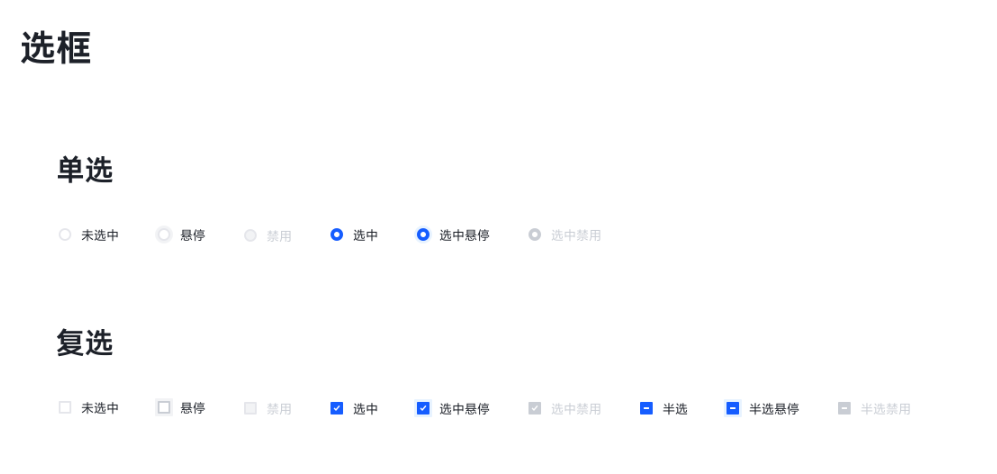 选框
单选
未选中 悬停 禁用 选中 选中悬停 选中禁用
复选
未选中 悬停 禁用 选中 选中悬停 选中禁用 半选 半选悬停 半选禁用